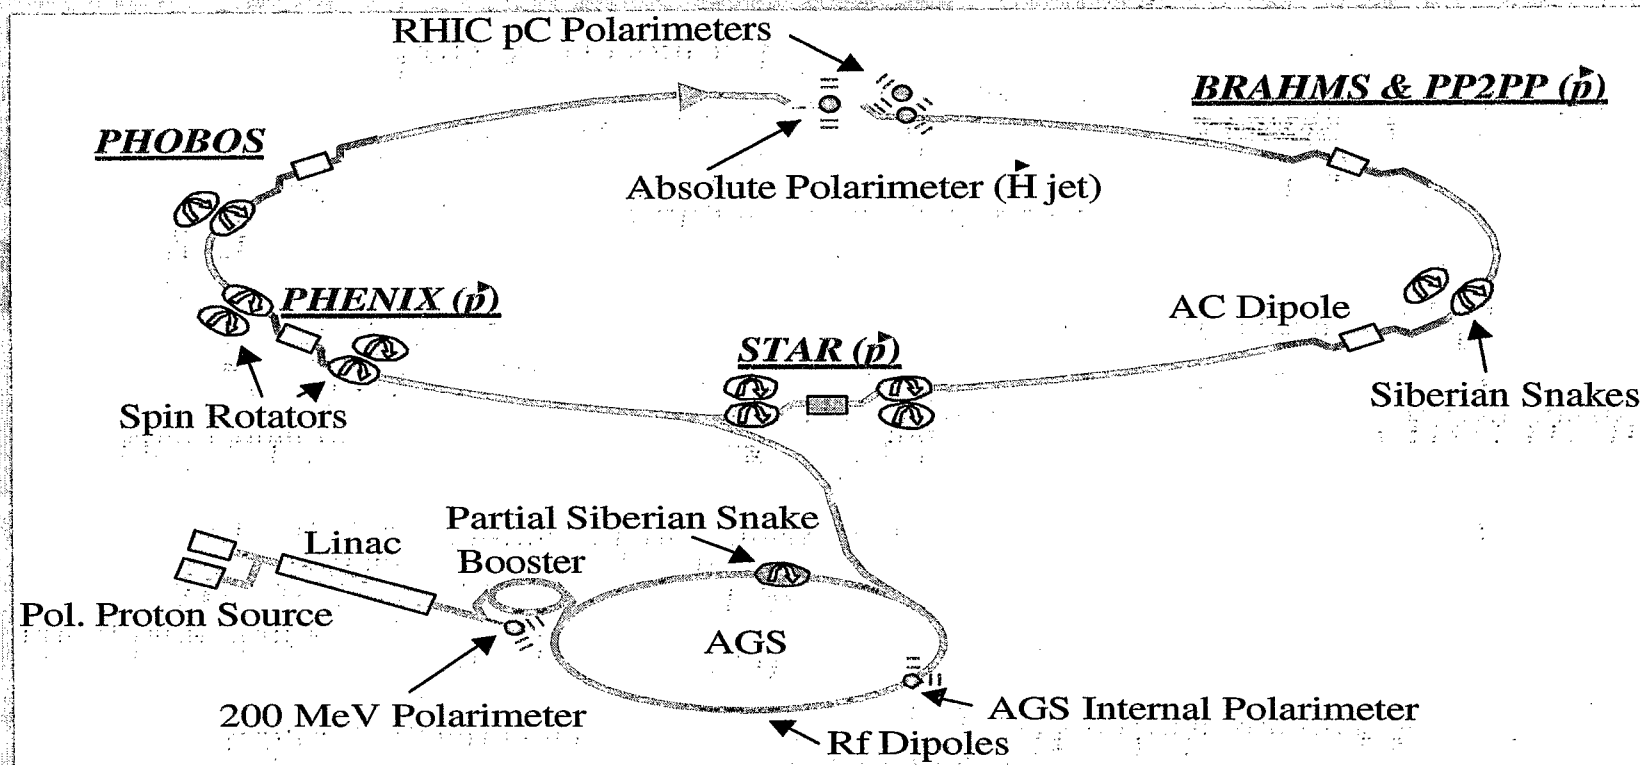 RHIC pC Polarimeters
BRAHMS & PP2PP (p)
PHOBOS
Absolute Polarimeter (H jet)
PHENIX (p)
AC Dipole
STAR (p)
Siberian Snakes
Spin Rotators
Partial Siberian Snake
Linac
Booster
Pol. Proton Source
AGS
200 MeV Polarimeter
AGS Internal Polarimeter
Rf Dipoles